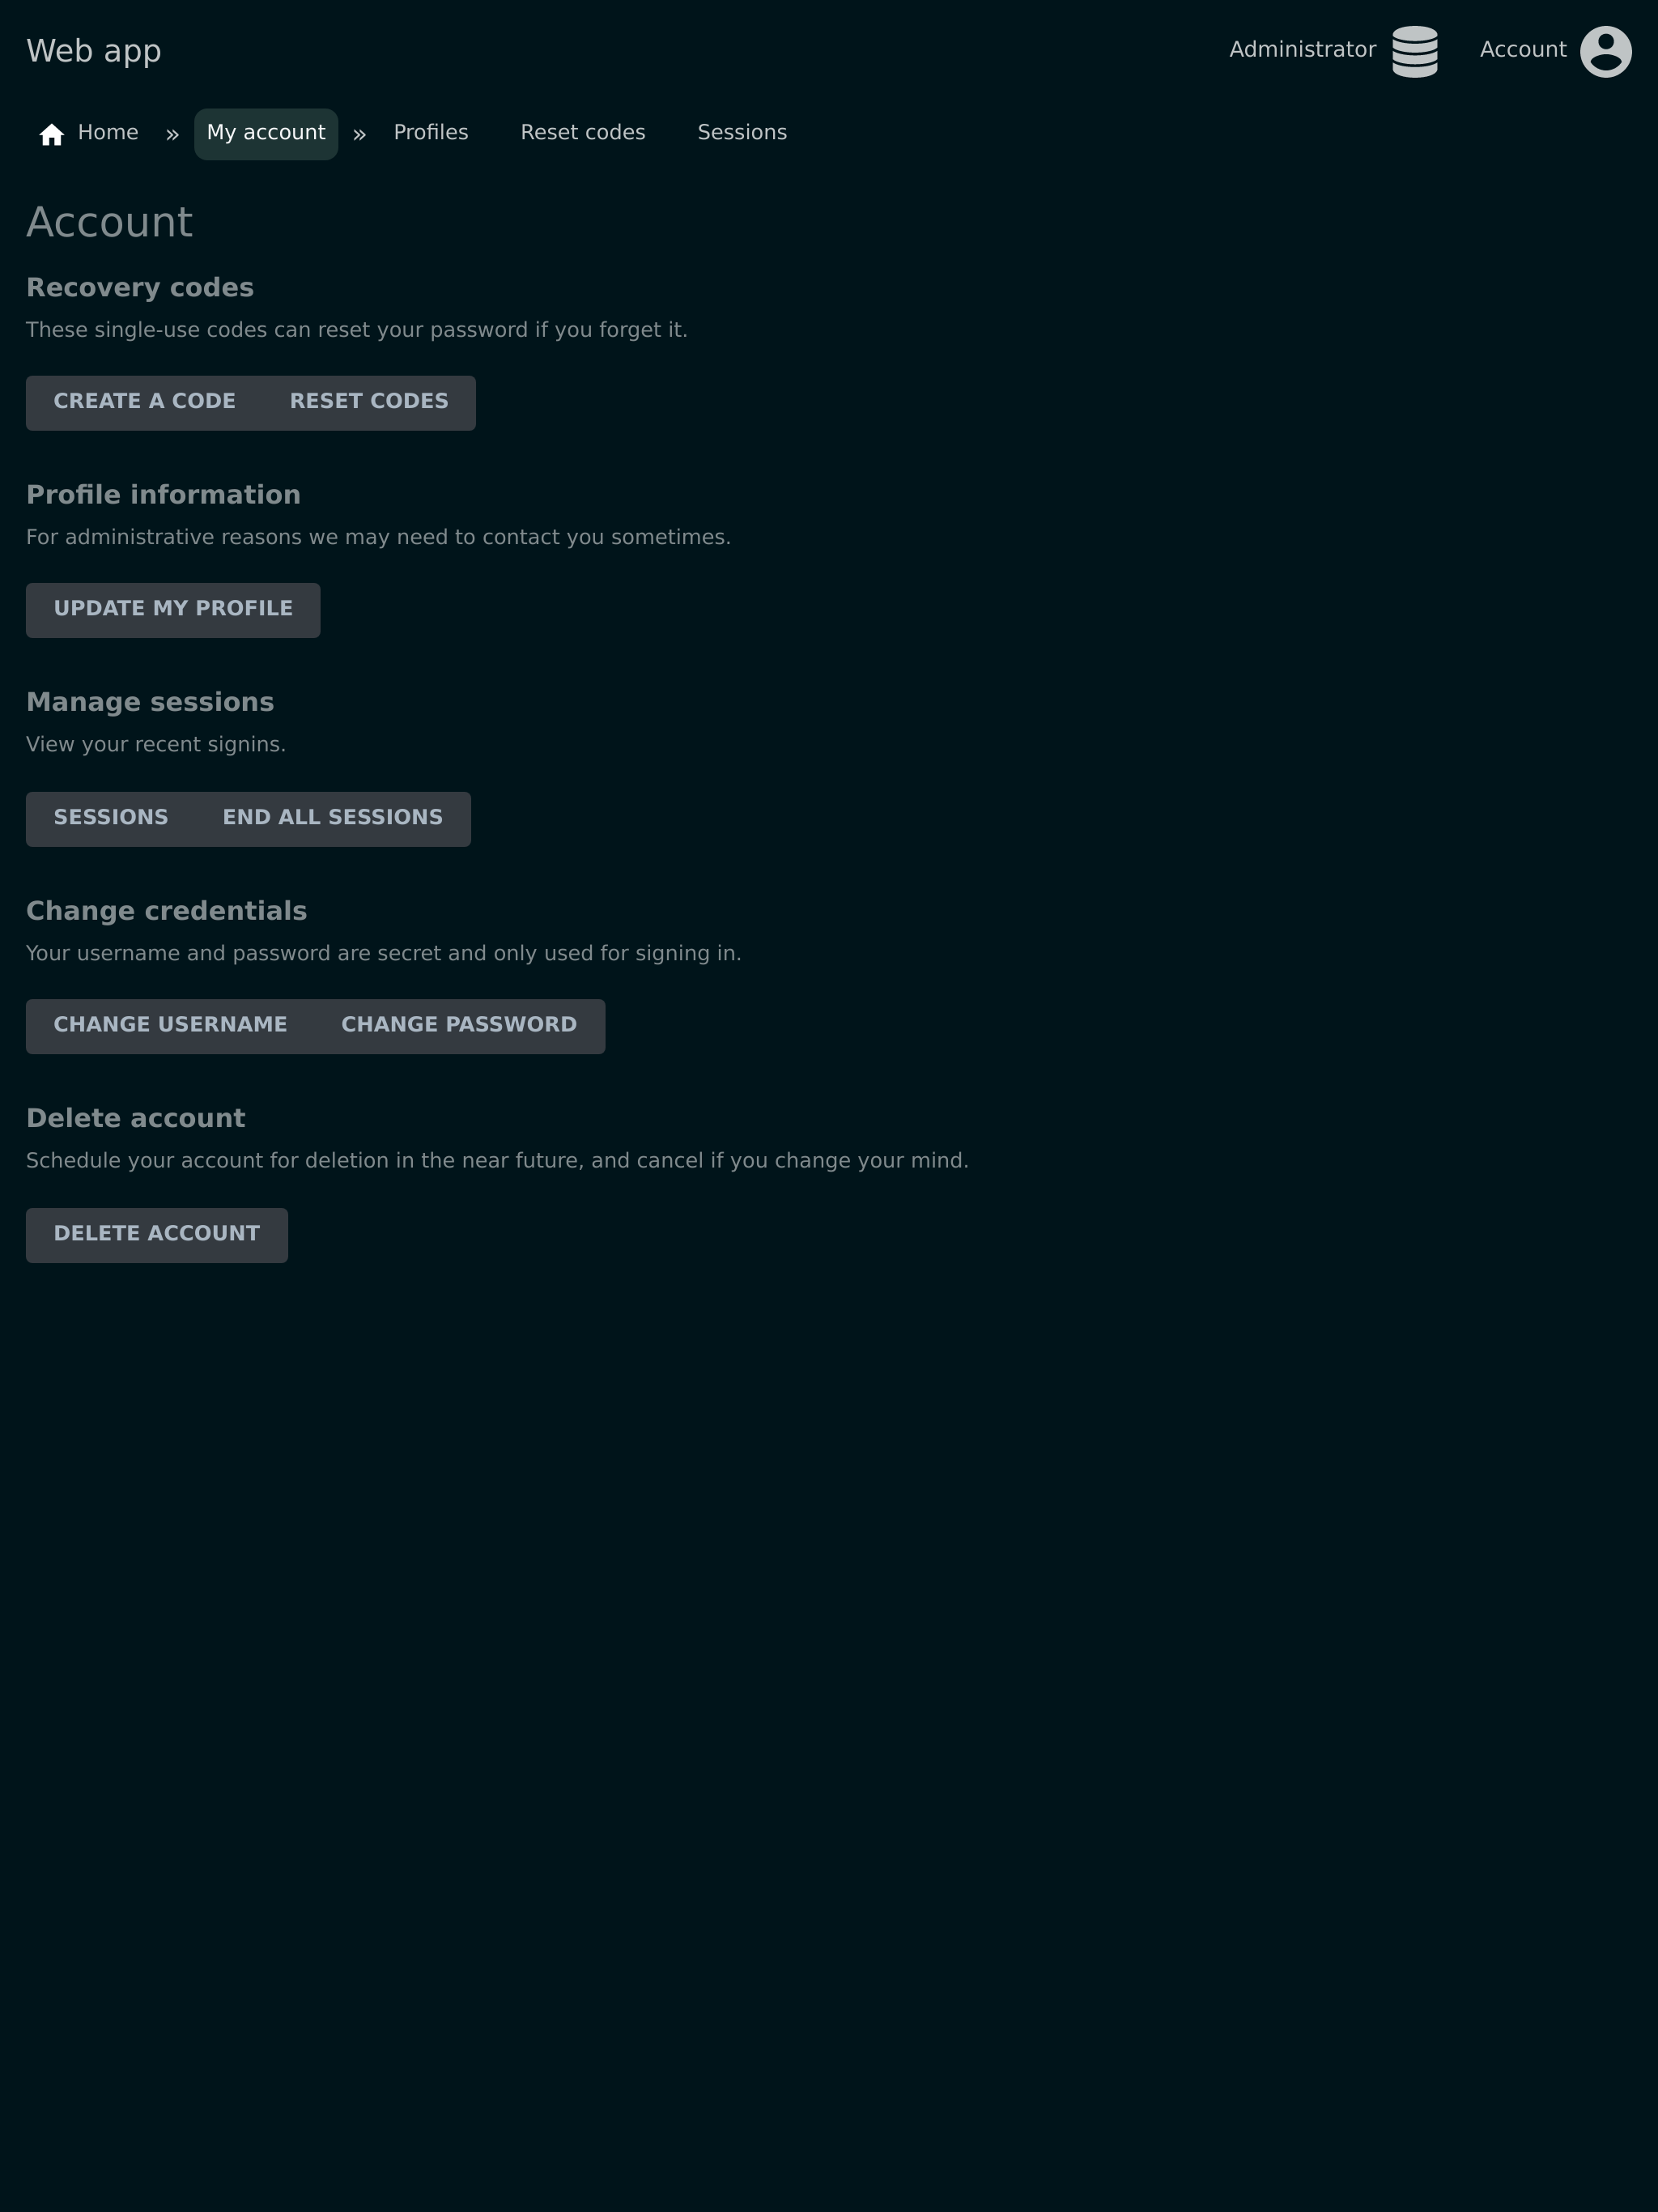 Web app
Administrator
Account
Home » My account » Profiles Reset codes Sessions
Account
Recovery codes
These single-use codes can reset your password if you forget it.
CREATE A CODE RESET CODES
Profile information
For administrative reasons we may need to contact you sometimes.
UPDATE MY PROFILE
Manage sessions
View your recent signins.
SESSIONS END ALL SESSIONS
Change credentials
Your username and password are secret and only used for signing in.
CHANGE USERNAME CHANGE PASSWORD
Delete account
Schedule your account for deletion in the near future, and cancel if you change your mind.
DELETE ACCOUNT